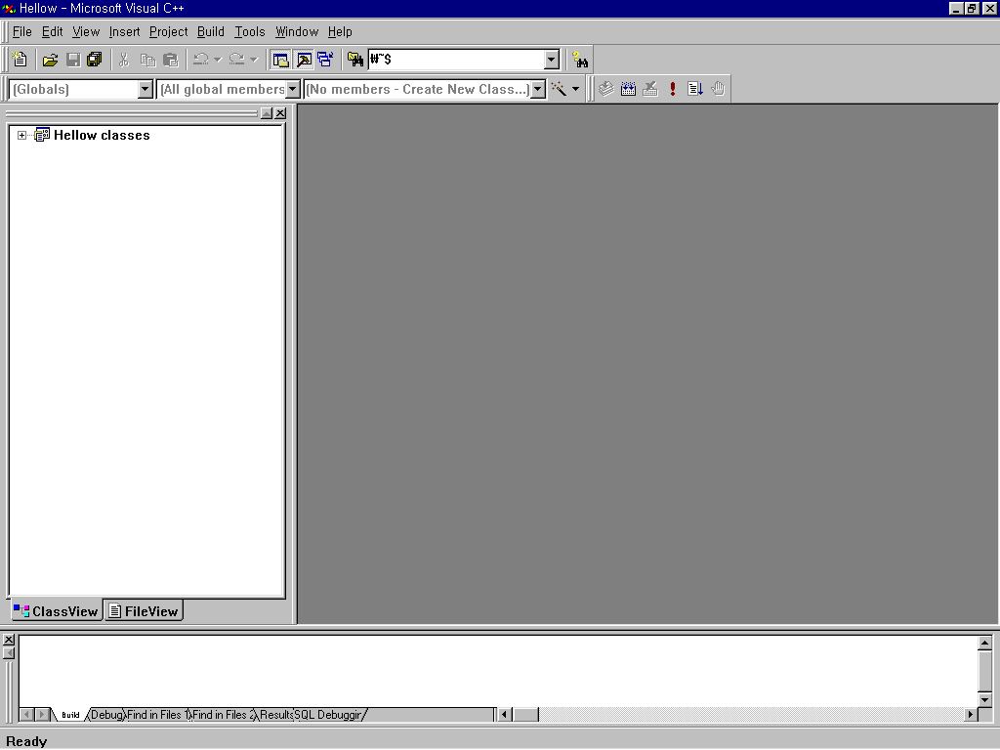 Hellow - Microsoft Visual C++
File Edit View Insert Project Build Tools Window Help
₩~$
(Globals) (All global members (No members - Create New Class...)
Hellow classes
ClassView FileView
Build Debug Find in Files 1 Find in Files 2 Results SQL Debuggin
Ready